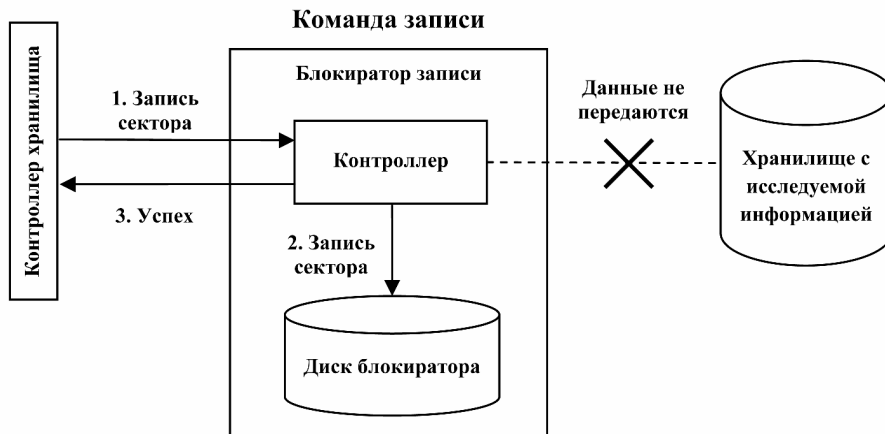 Команда записи
Контроллер хранилища
Блокиратор записи
1. Запись
сектора
Контроллер
3. Успех
2. Запись
сектора
Диск блокиратора
Данные не
передаются
Хранилище с
исследуемой
информацией